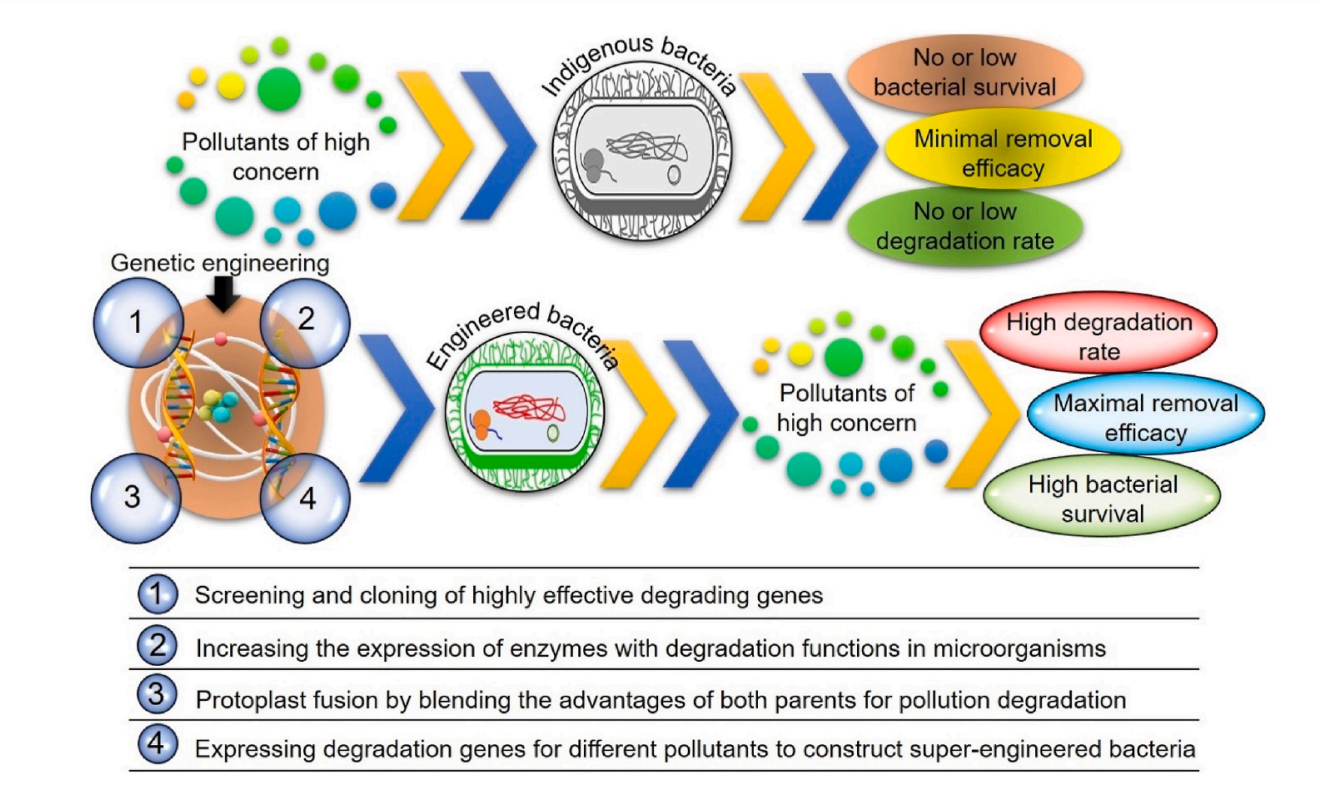 Pollutants of high
concern
Indigenous bacteria
No or low
bacterial survival
Minimal removal
efficacy
No or low
degradation rate
Genetic engineering
1
2
3
4
Engineered bacteria
Pollutants of
high concern
High degradation
rate
Maximal removal
efficacy
High bacterial
survival
1 Screening and cloning of highly effective degrading genes
2 Increasing the expression of enzymes with degradation functions in microorganisms
3 Protoplast fusion by blending the advantages of both parents for pollution degradation
4 Expressing degradation genes for different pollutants to construct super-engineered bacteria